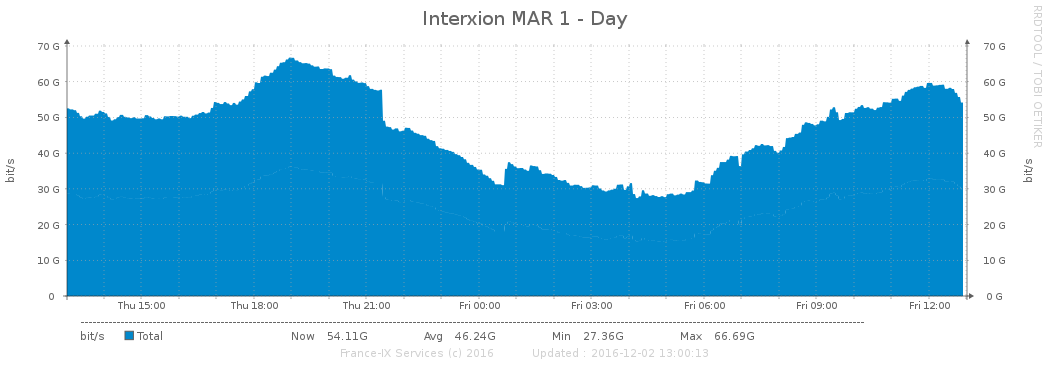 Interxion MAR 1 - Day
RRDTOOL / TOBI OETIKER
bit/s
bit/s
70 G 70 G
60 G 60 G
50 G 50 G
40 G 40 G
30 G 30 G
20 G 20 G
10 G 10 G
0 0 G
Thu 15:00 Thu 18:00 Thu 21:00 Fri 00:00 Fri 03:00 Fri 06:00 Fri 09:00 Fri 12:00
bit/s Total Now 54.11G Avg 46.24G Min 27.36G Max 66.69G
France-IX Services (c) 2016 Updated : 2016-12-02 13:00:13